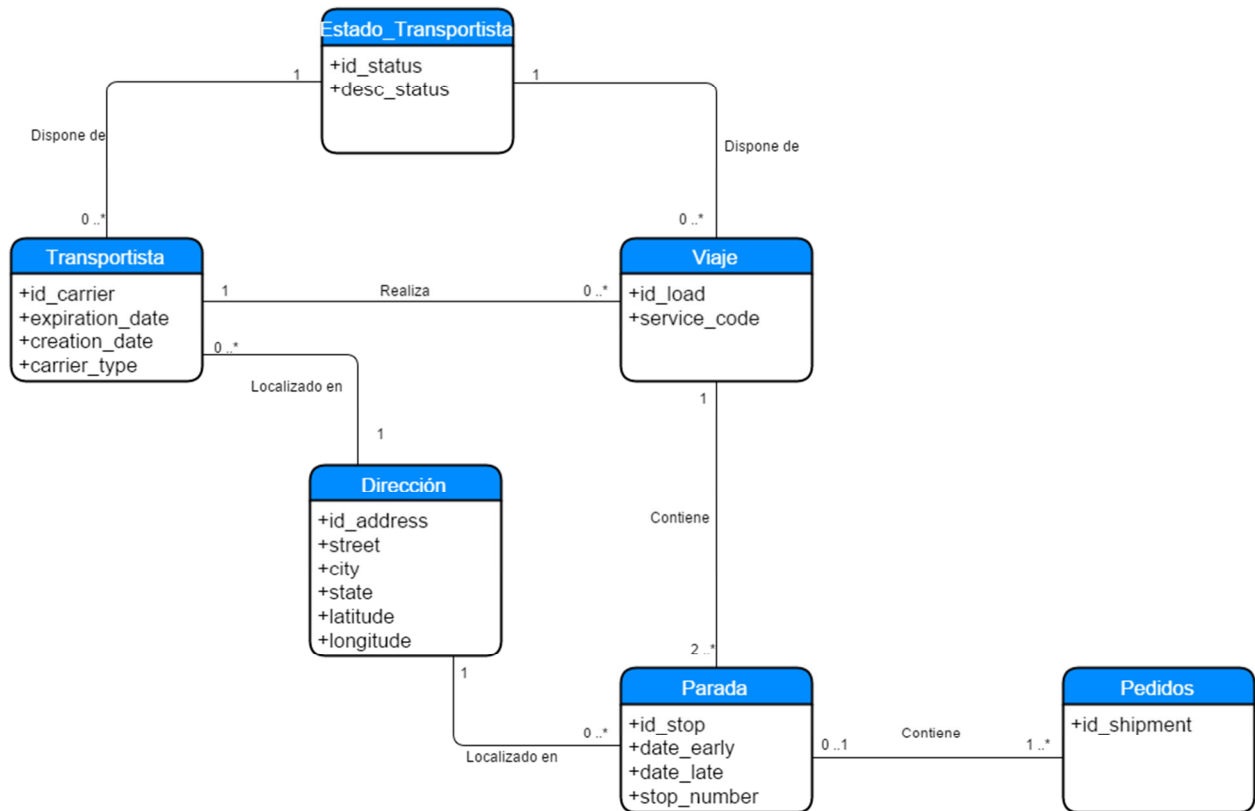 Estado_Transportista
+id_status
+desc_status
1
1
Dispone de
Dispone de
0 ..*
0 ..*
Transportista
+id_carrier
+expiration_date
+creation_date
+carrier_type
1
Realiza
0 ..*
Viaje
+id_load
+service_code
0 ..*
Localizado en
1
1
Dirección
+id_address
+street
+city
+state
+latitude
+longitude
Contiene
2 ..*
1
Localizado en
0 ..*
Parada
+id_stop
+date_early
+date_late
+stop_number
0 ..1
Contiene
1 ..*
Pedidos
+id_shipment